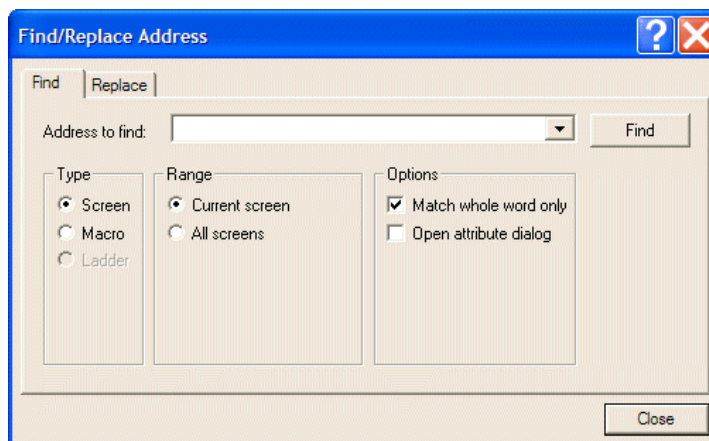 Find/Replace Address
Find Replace
Address to find: Find
Type Range Options
Screen Current screen Match whole word only
Macro All screens Open attribute dialog
Ladder
Close